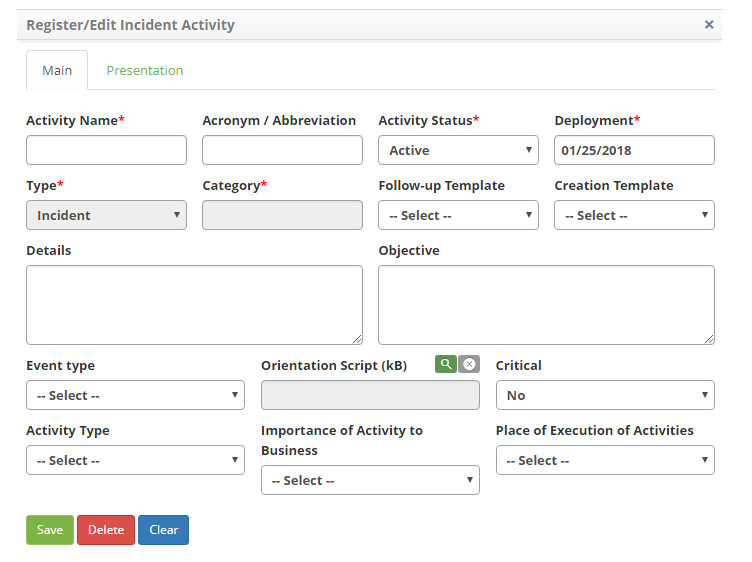 Register/Edit Incident Activity ×
Main Presentation
Activity Name* Acronym / Abbreviation Activity Status* Deployment*
Active 01/25/2018
Type* Category* Follow-up Template Creation Template
Incident -- Select -- -- Select --
Details Objective
Event type Orientation Script (kB) Critical
-- Select -- No
Activity Type Importance of Activity to Business Place of Execution of Activities
-- Select -- -- Select -- -- Select --
Save Delete Clear